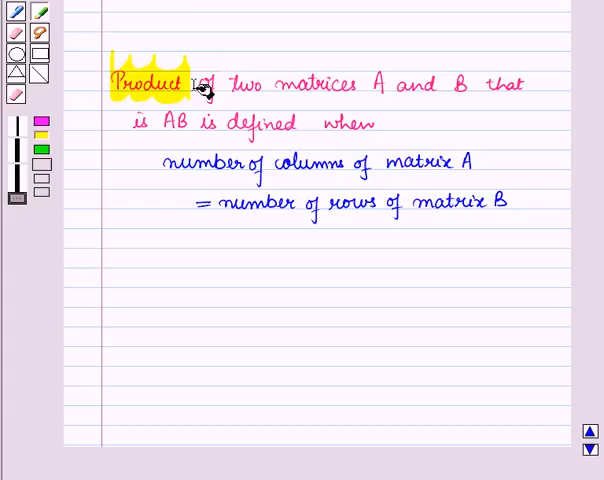 Product of two matrices A and B that
is AB is defined when
number of columns of matrix A
= number of rows of matrix B